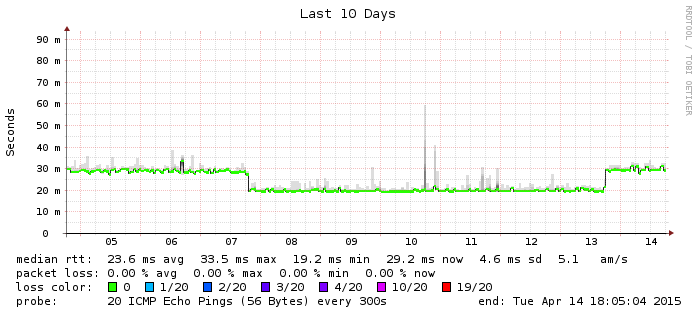 Last 10 Days
RRDTOOL / TOBI OETIKER
Seconds
90 m
80 m
70 m
60 m
50 m
40 m
30 m
20 m
10 m
0
05 06 07 08 09 10 11 12 13 14
median rtt: 23.6 ms avg 33.5 ms max 19.2 ms min 29.2 ms now 4.6 ms sd 5.1 am/s
packet loss: 0.00 % avg 0.00 % max 0.00 % min 0.00 % now
loss color: 0 1/20 2/20 3/20 4/20 10/20 19/20
probe: 20 ICMP Echo Pings (56 Bytes) every 300s end: Tue Apr 14 18:05:04 2015